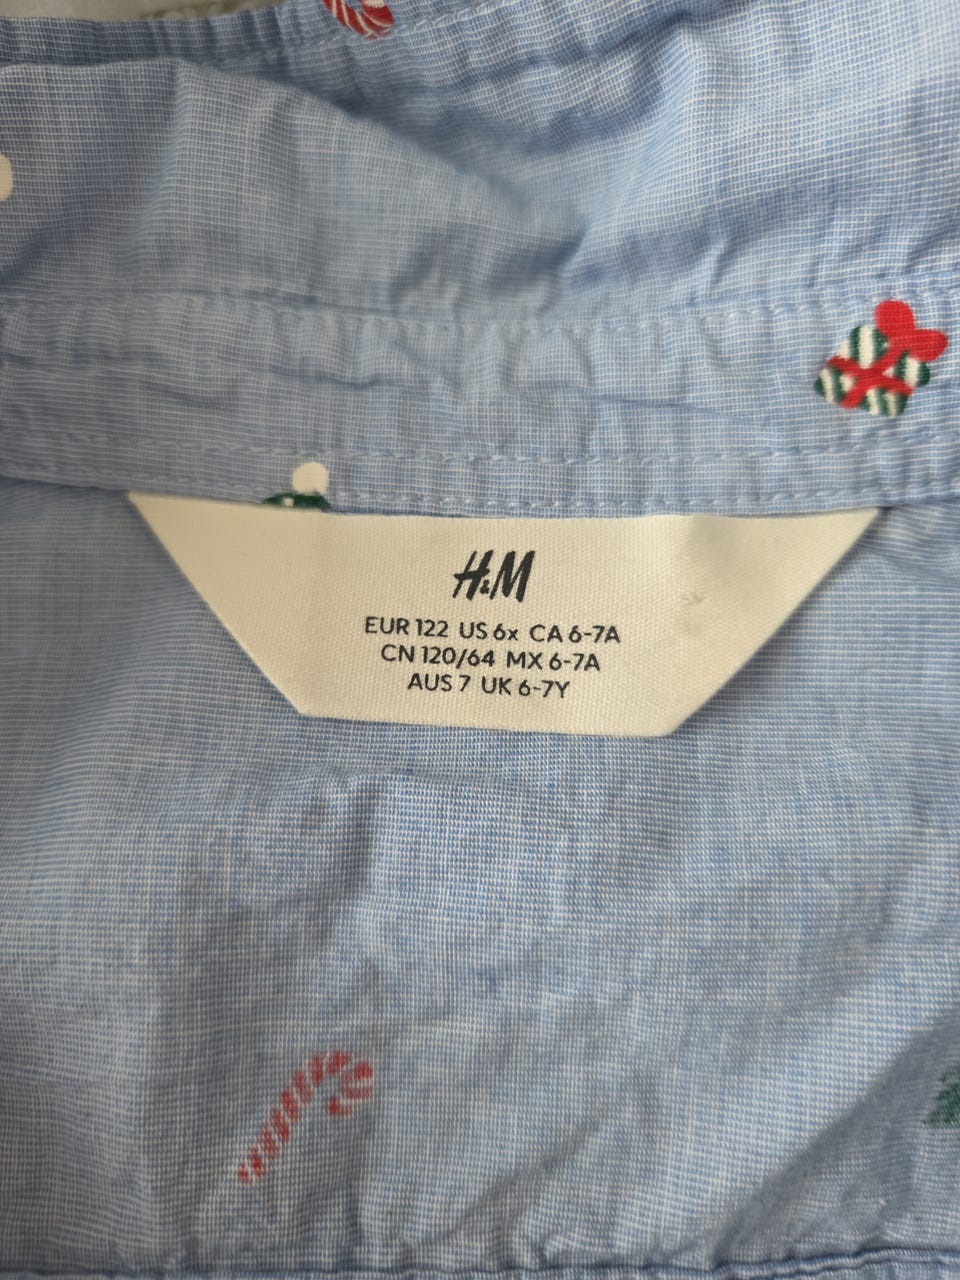 H&M
EUR 122 US 6x CA 6-7A
CN 120/64 MX 6-7A
AUS 7 UK 6-7Y